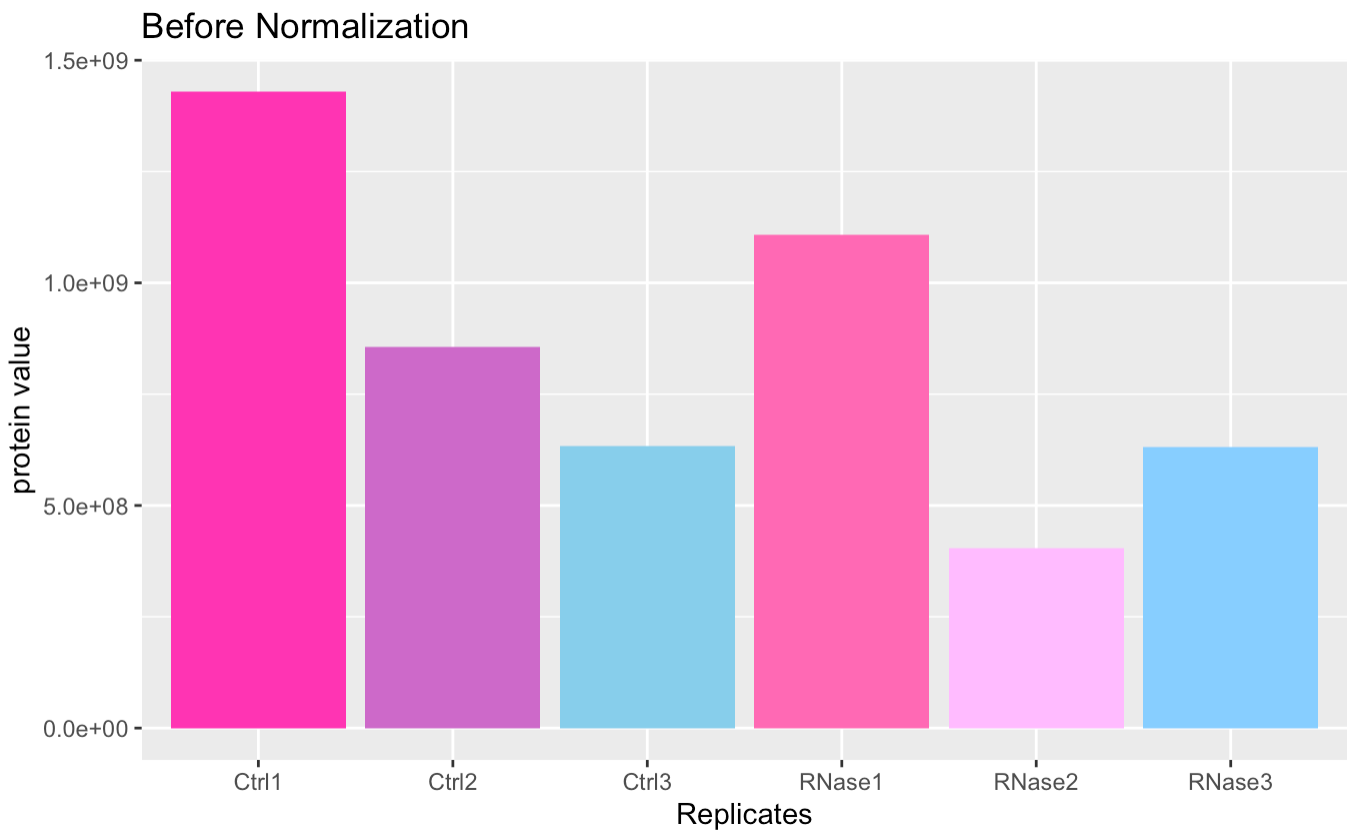 Before Normalization
1.5e+09
1.0e+09
5.0e+08
0.0e+00
protein value
Ctrl1 Ctrl2 Ctrl3 RNase1 RNase2 RNase3
Replicates